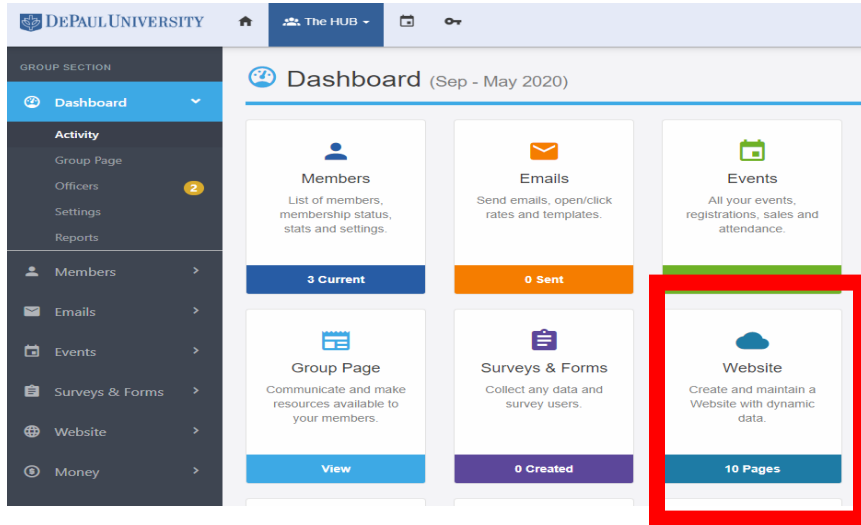 DEPAUL UNIVERSITY
The HUB
GROUP SECTION
Dashboard
Activity
Group Page
Officers 2
Settings
Reports
Members
Emails
Events
Surveys & Forms
Website
Money
Dashboard (Sep - May 2020)
Members
List of members,
membership status,
stats and settings.
3 Current
Emails
Send emails, open/click
rates and templates.
0 Sent
Events
All your events,
registrations, sales and
attendance.
Group Page
Communicate and make
resources available to
your members.
View
Surveys & Forms
Collect any data and
survey users.
0 Created
Website
Create and maintain a
Website with dynamic
data.
10 Pages